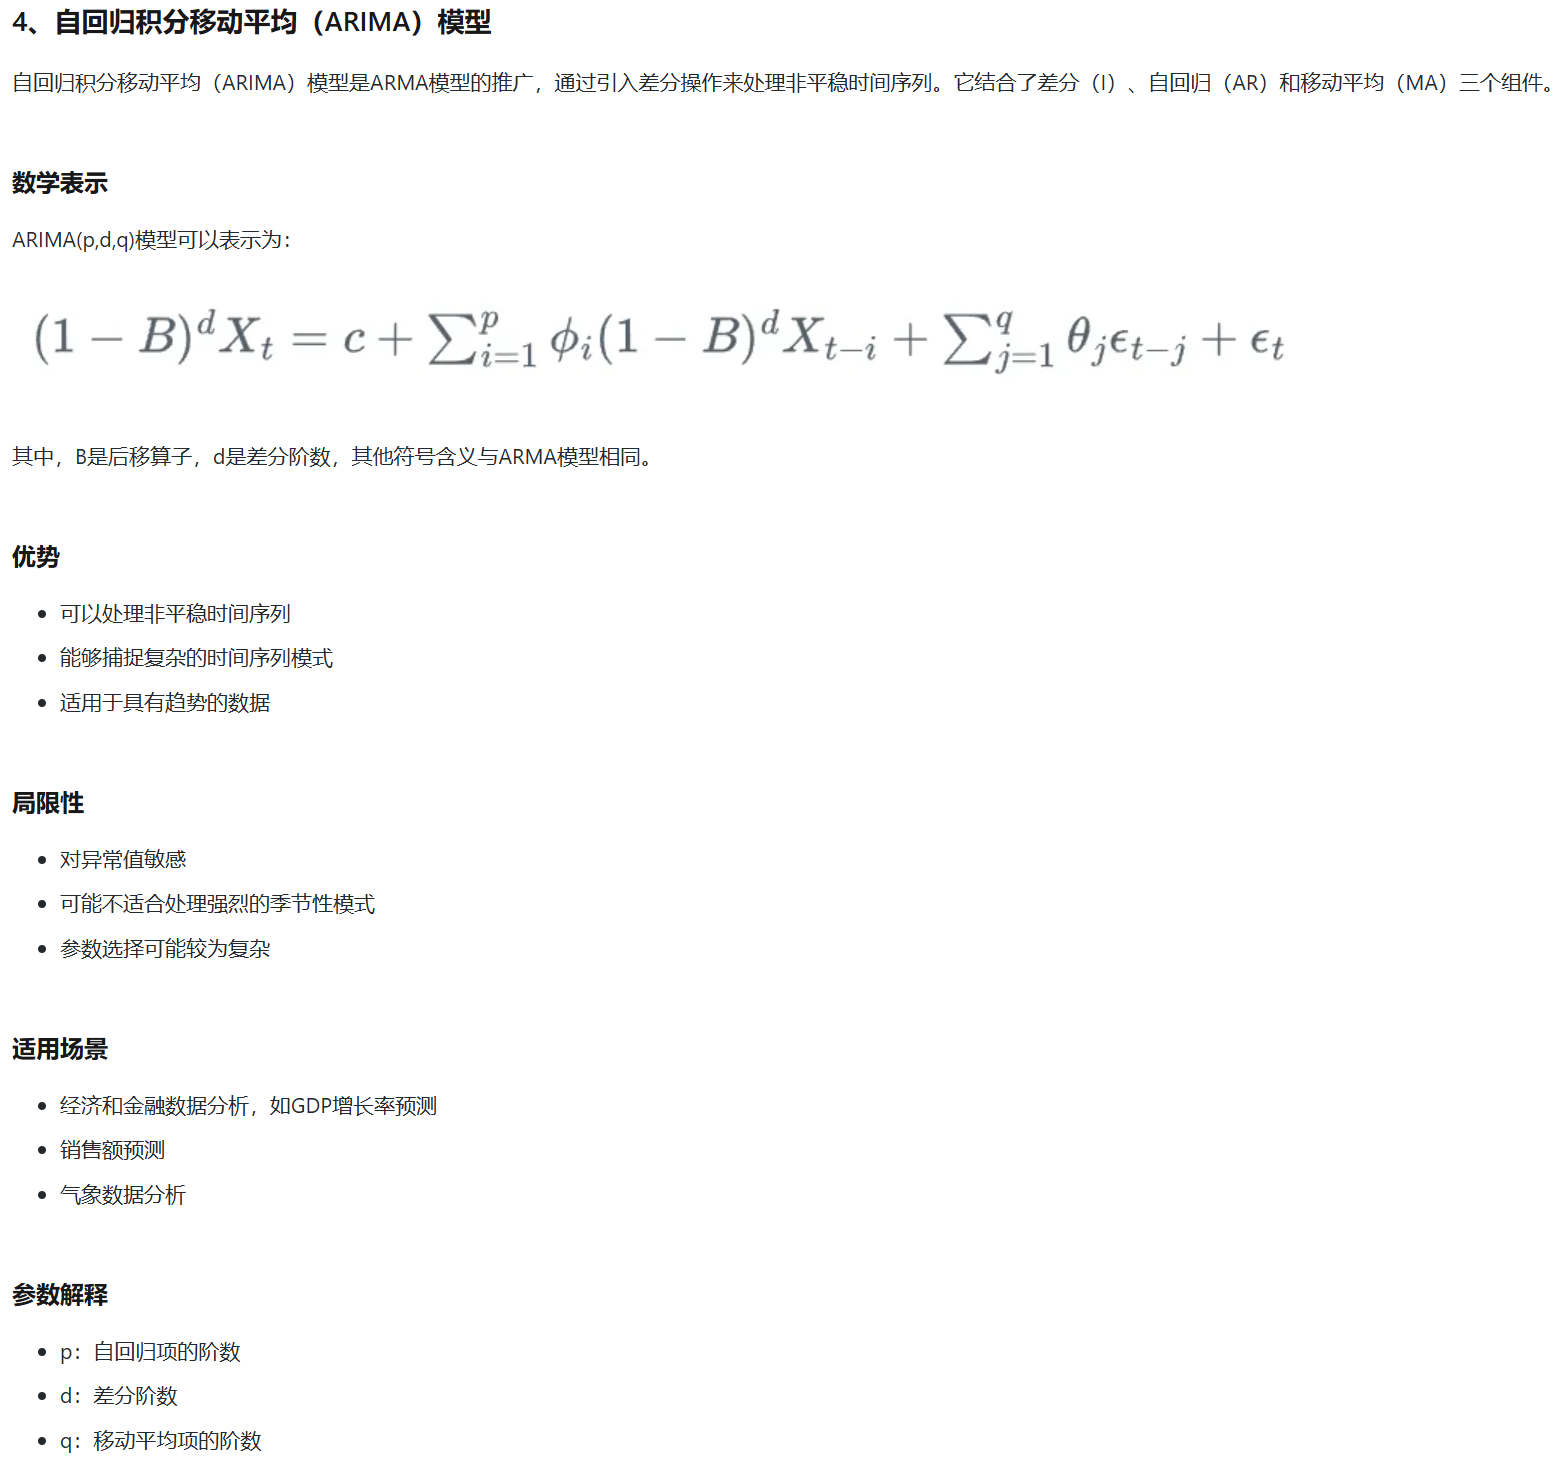 4、自回归积分移动平均（ARIMA）模型
自回归积分移动平均（ARIMA）模型是ARMA模型的推广，通过引入差分操作来处理非平稳时间序列。它结合了差分（I）、自回归（AR）和移动平均（MA）三个组件。
数学表示
ARIMA(p,d,q)模型可以表示为：
(1 − B)^d X_t = c + ∑_{i=1}^p ϕ_i(1 − B)^d X_{t−i} + ∑_{j=1}^q θ_jϵ_{t−j} + ϵ_t
其中，B是后移算子，d是差分阶数，其他符号含义与ARMA模型相同。
优势
• 可以处理非平稳时间序列
• 能够捕捉复杂的时间序列模式
• 适用于具有趋势的数据
局限性
• 对异常值敏感
• 可能不适合处理强烈的季节性模式
• 参数选择可能较为复杂
适用场景
• 经济和金融数据分析，如GDP增长率预测
• 销售额预测
• 气象数据分析
参数解释
• p：自回归项的阶数
• d：差分阶数
• q：移动平均项的阶数